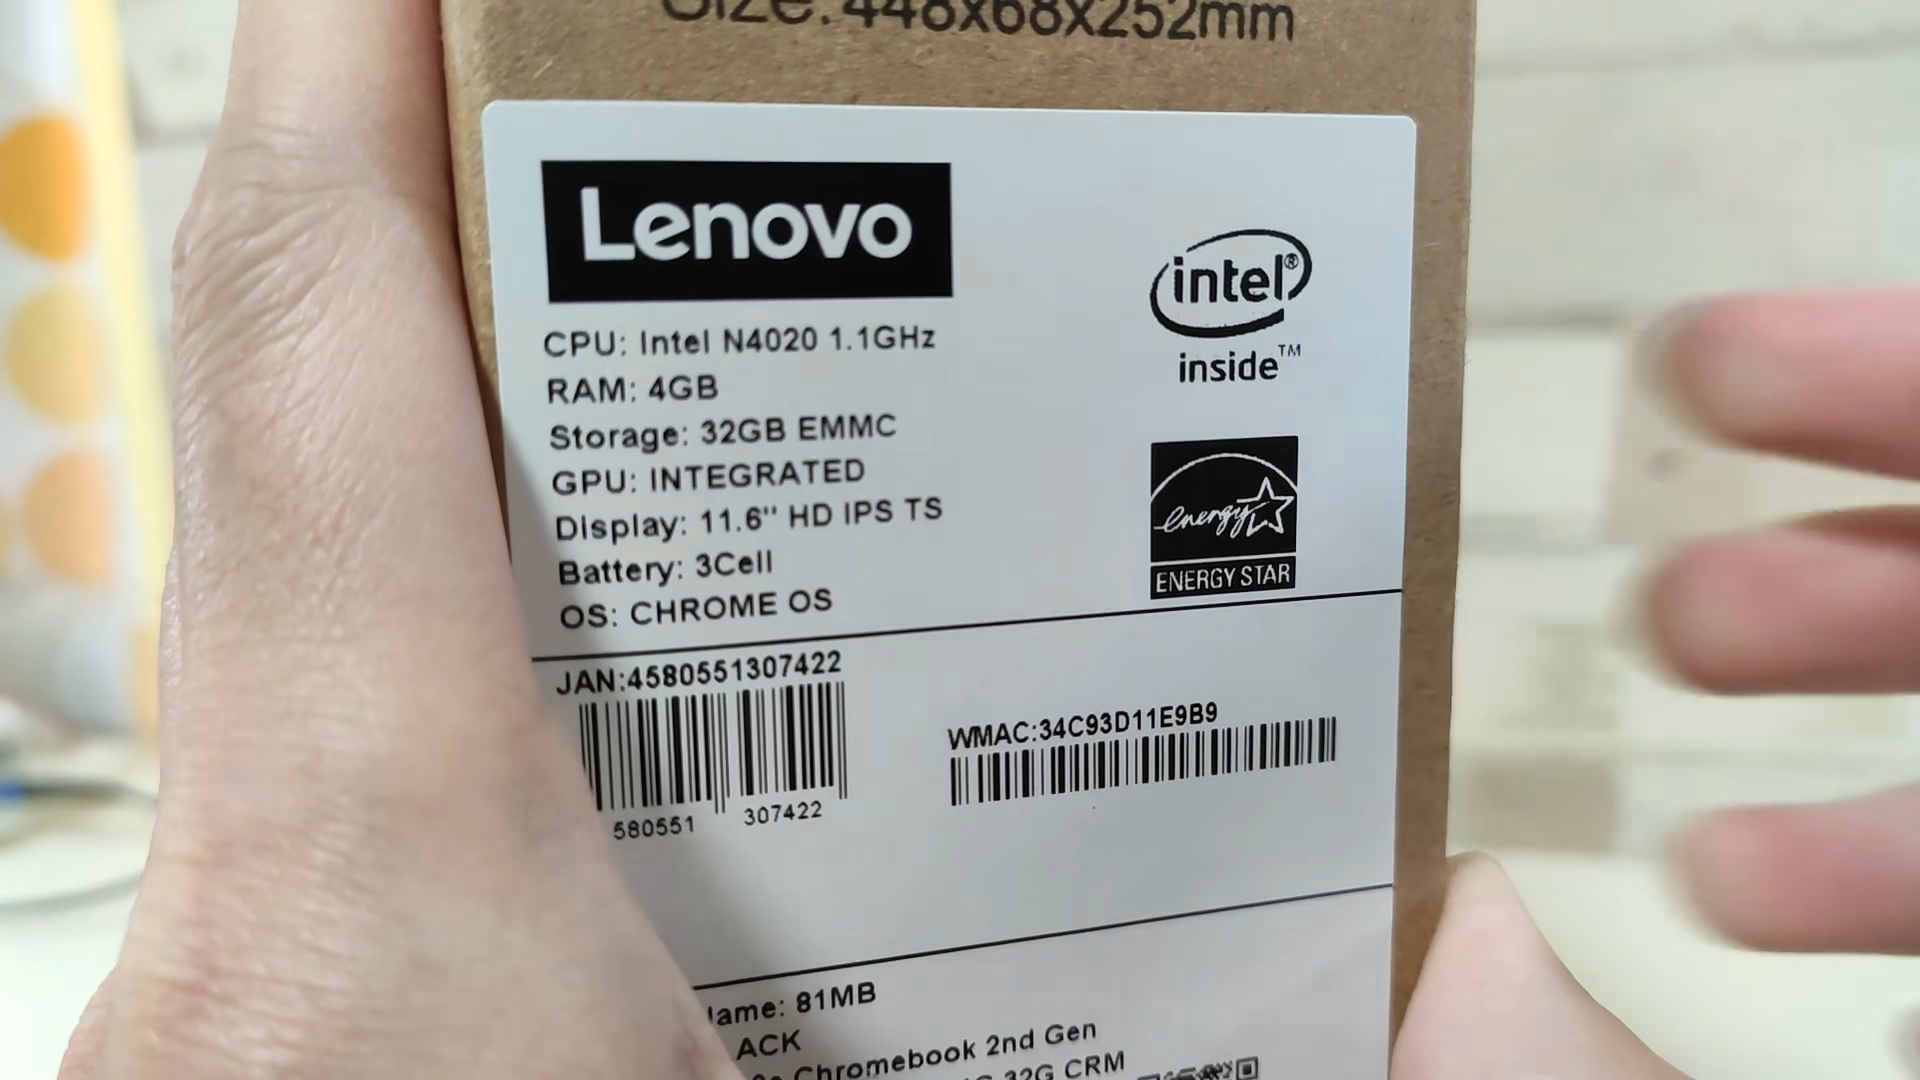 Size: 448x68x252mm
Lenovo
intel®
inside™
CPU: Intel N4020 1.1GHz
RAM: 4GB
Storage: 32GB EMMC
GPU: INTEGRATED
Display: 11.6" HD IPS TS
Battery: 3Cell
OS: CHROME OS
energy
ENERGY STAR
JAN:4580551307422
580551 307422
WMAC:34C93D11E9B9
ame: 81MB
ACK
Chromebook 2nd Gen
32G CRM